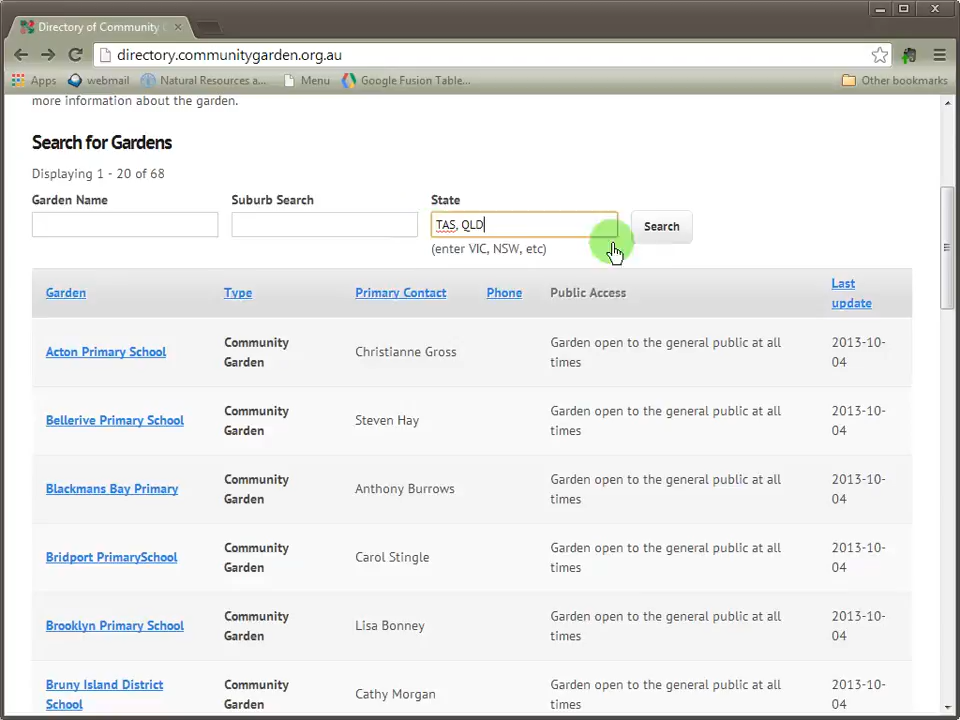 Directory of Community
directory.communitygarden.org.au
Apps webmail Natural Resources a... Menu Google Fusion Table... Other bookmarks
more information about the garden.
Search for Gardens
Displaying 1 - 20 of 68
Garden Name Suburb Search State
TAS, QLD Search
(enter VIC, NSW, etc)
Garden Type Primary Contact Phone Public Access Last
update
Acton Primary School Community
Garden Christianne Gross Garden open to the general public at all
times 2013-10-
04
Bellerive Primary School Community
Garden Steven Hay Garden open to the general public at all
times 2013-10-
04
Blackmans Bay Primary Community
Garden Anthony Burrows Garden open to the general public at all
times 2013-10-
04
Bridport PrimarySchool Community
Garden Carol Stingle Garden open to the general public at all
times 2013-10-
04
Brooklyn Primary School Community
Garden Lisa Bonney Garden open to the general public at all
times 2013-10-
04
Bruny Island District
School Community
Garden Cathy Morgan Garden open to the general public at all
times 2013-10-
04